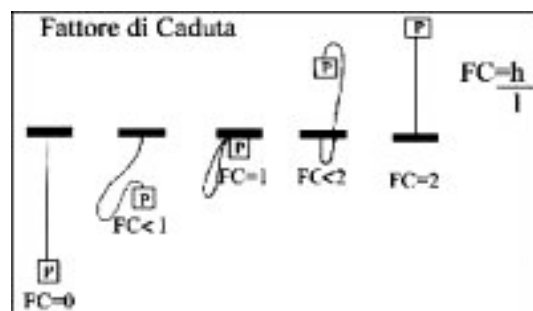 Fattore di Caduta
P
P
FC=h
l
P
P
FC=1
FC<2
FC=2
P
FC<1
P
FC=0